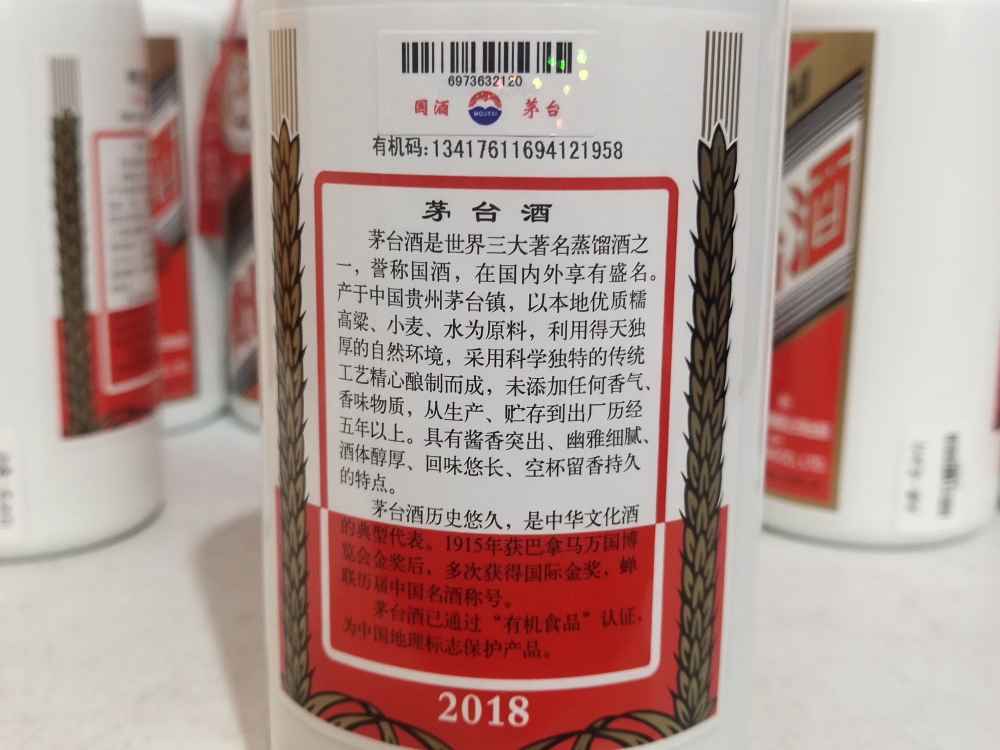 6973632120
国酒 MOUTAI 茅台
有机码:13417611694121958
茅台酒
茅台酒是世界三大著名蒸馏酒之
一，誉称国酒，在国内外享有盛名。
产于中国贵州茅台镇，以本地优质糯
高粱、小麦、水为原料，利用得天独
厚的自然环境，采用科学独特的传统
工艺精心酿制而成，未添加任何香气、
香味物质，从生产、贮存到出厂历经
五年以上。具有酱香突出、幽雅细腻、
酒体醇厚、回味悠长、空杯留香持久
的特点。
茅台酒历史悠久，是中华文化酒
的典型代表。1915年获巴拿马万国博
览会金奖后，多次获得国际金奖，蝉
联历届中国名酒称号。
茅台酒已通过“有机食品”认证，
为中国地理标志保护产品。
2018
酒